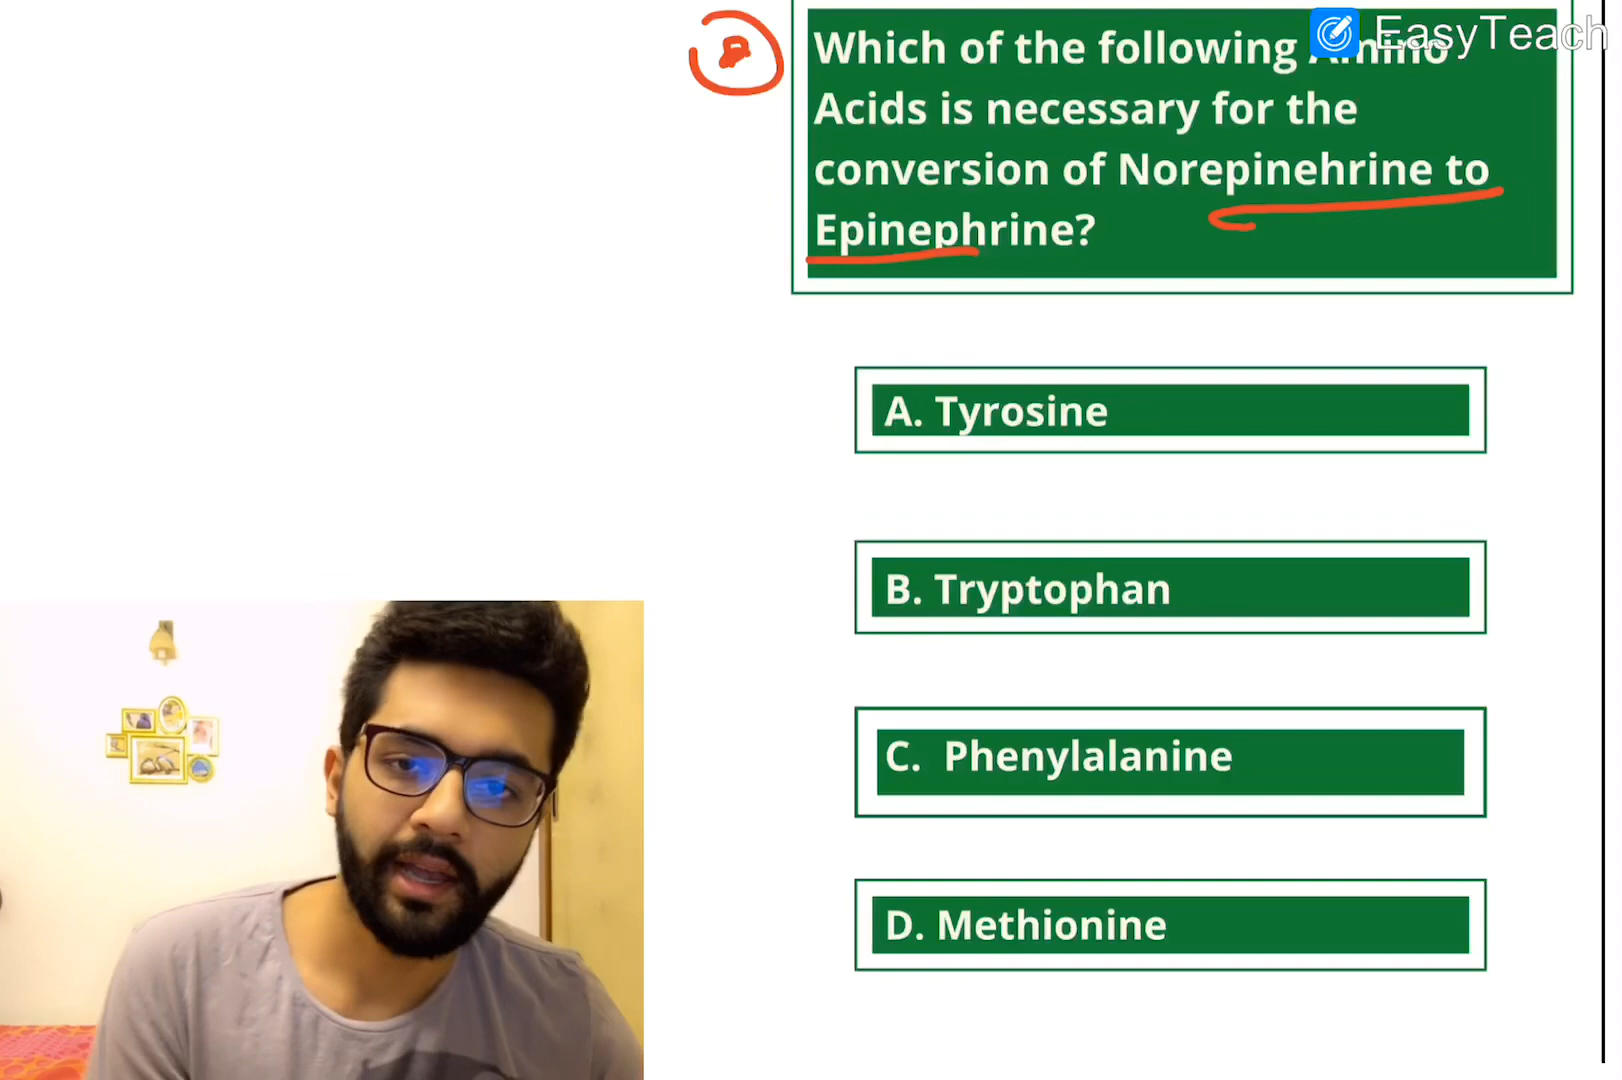 EasyTeach
Which of the following Amino
Acids is necessary for the
conversion of Norepinehrine to
Epinephrine?
A. Tyrosine
B. Tryptophan
C. Phenylalanine
D. Methionine